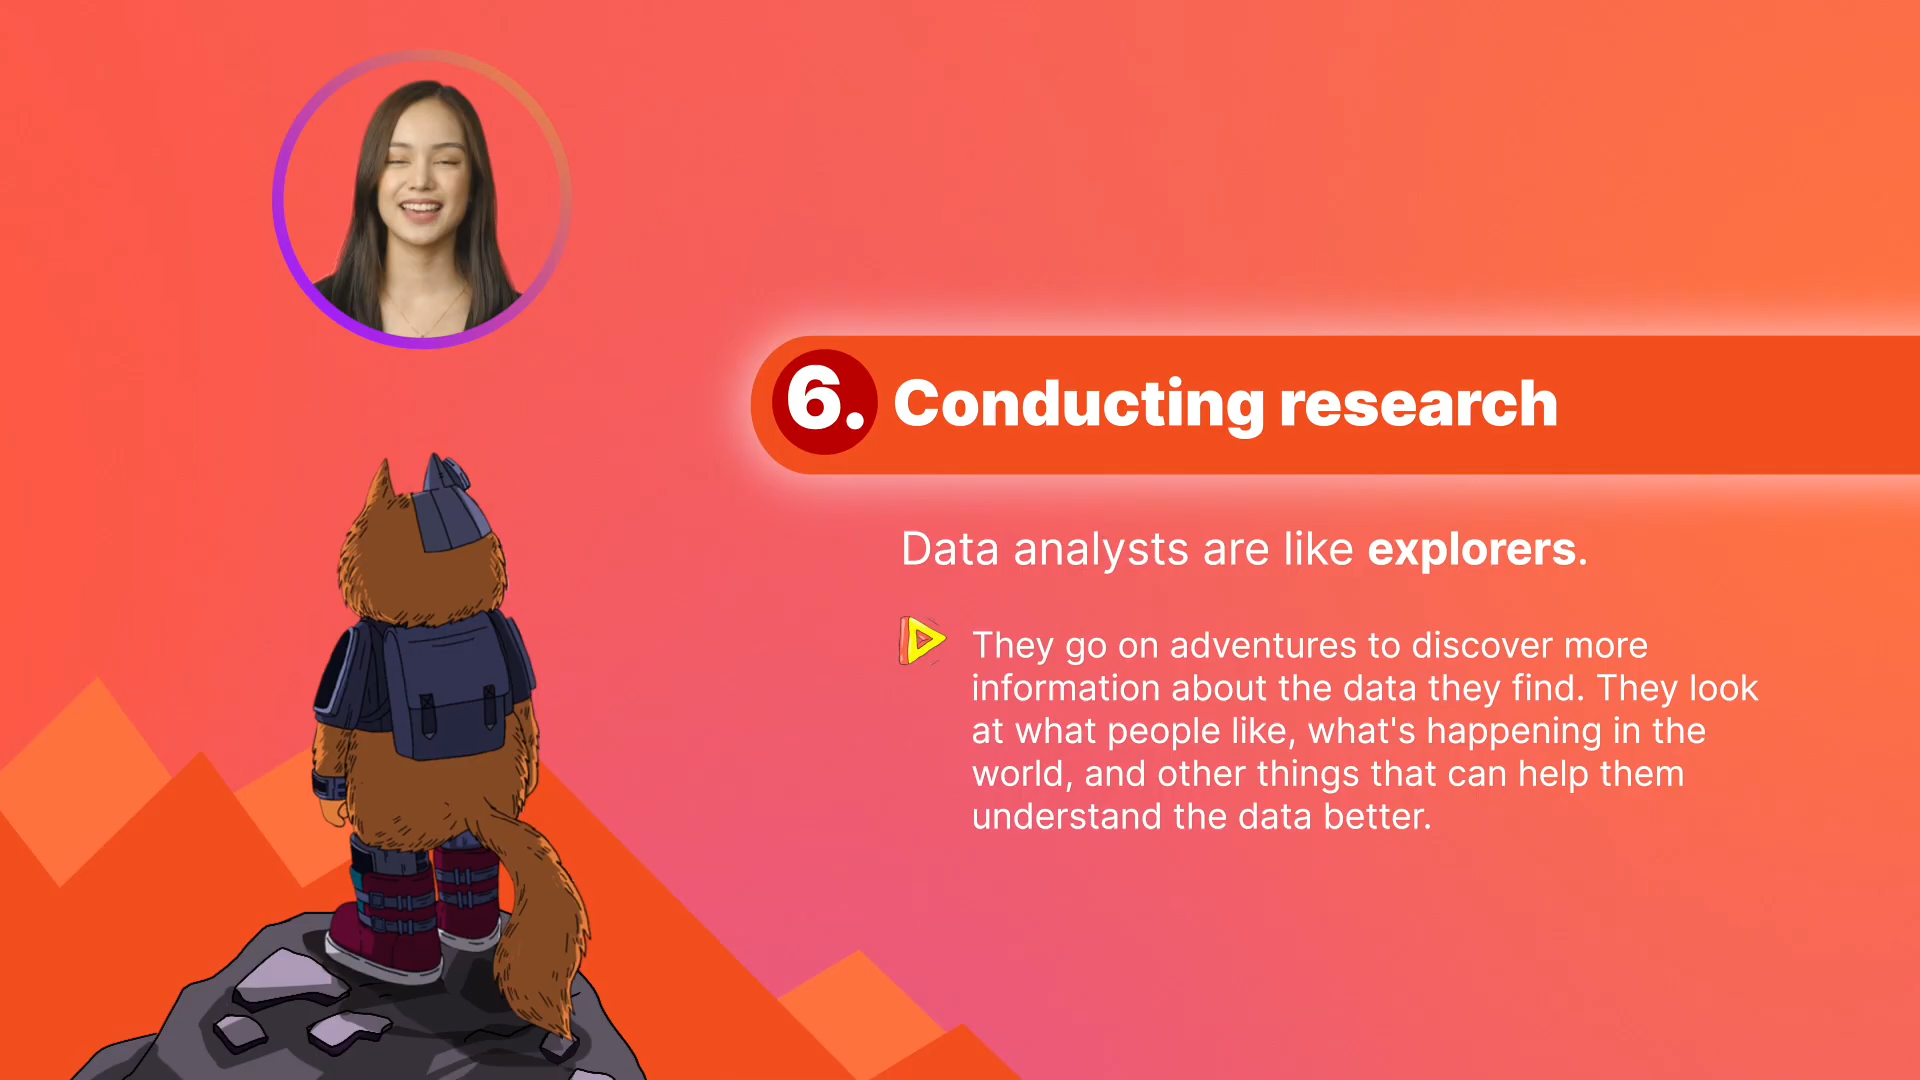 6. Conducting research
Data analysts are like explorers.
They go on adventures to discover more
information about the data they find. They look
at what people like, what's happening in the
world, and other things that can help them
understand the data better.